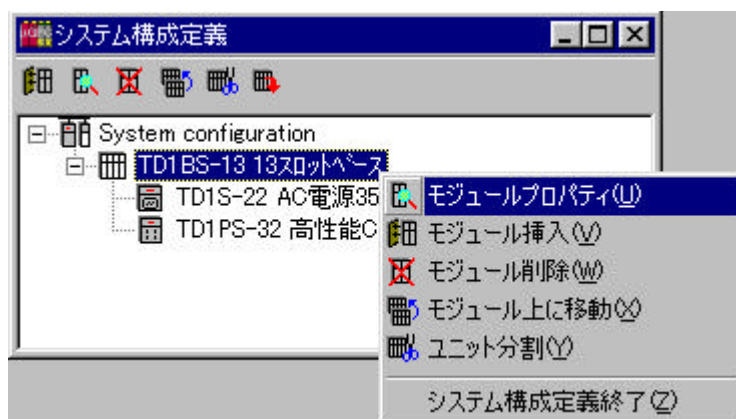 システム構成定義
System configuration
TD1BS-13 13スロットベース
TD1S-22 AC電源35
TD1PS-32 高性能C
モジュールプロパティ(U)
モジュール挿入(V)
モジュール削除(W)
モジュール上に移動(X)
ユニット分割(Y)
システム構成定義終了(Z)